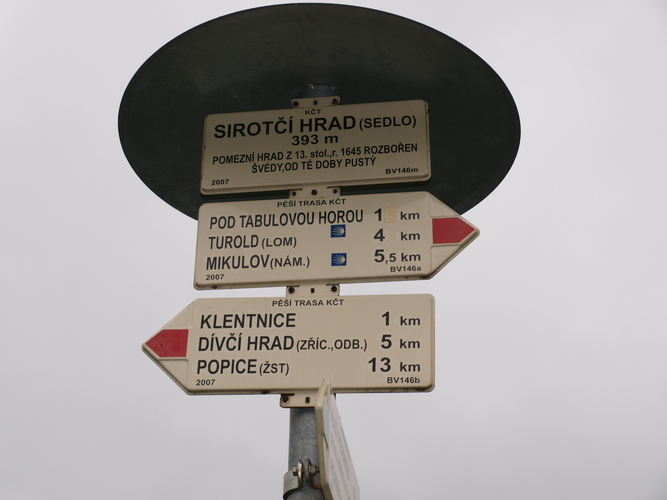 KČT
SIROTČÍ HRAD (SEDLO)
393 m
POMEZNÍ HRAD Z 13. stol.,r. 1645 ROZBOŘEN
ŠVÉDY,OD TÉ DOBY PUSTÝ
2007 BV146m
PĚŠÍ TRASA KČT
POD TABULOVOU HOROU 1 km
TUROLD (LOM) 4 km
MIKULOV (NÁM.) 5,5 km
2007 BV146a
PĚŠÍ TRASA KČT
KLENTNICE 1 km
DÍVČÍ HRAD (ZŘÍC.,ODB.) 5 km
POPICE (ŽST) 13 km
2007 BV146b